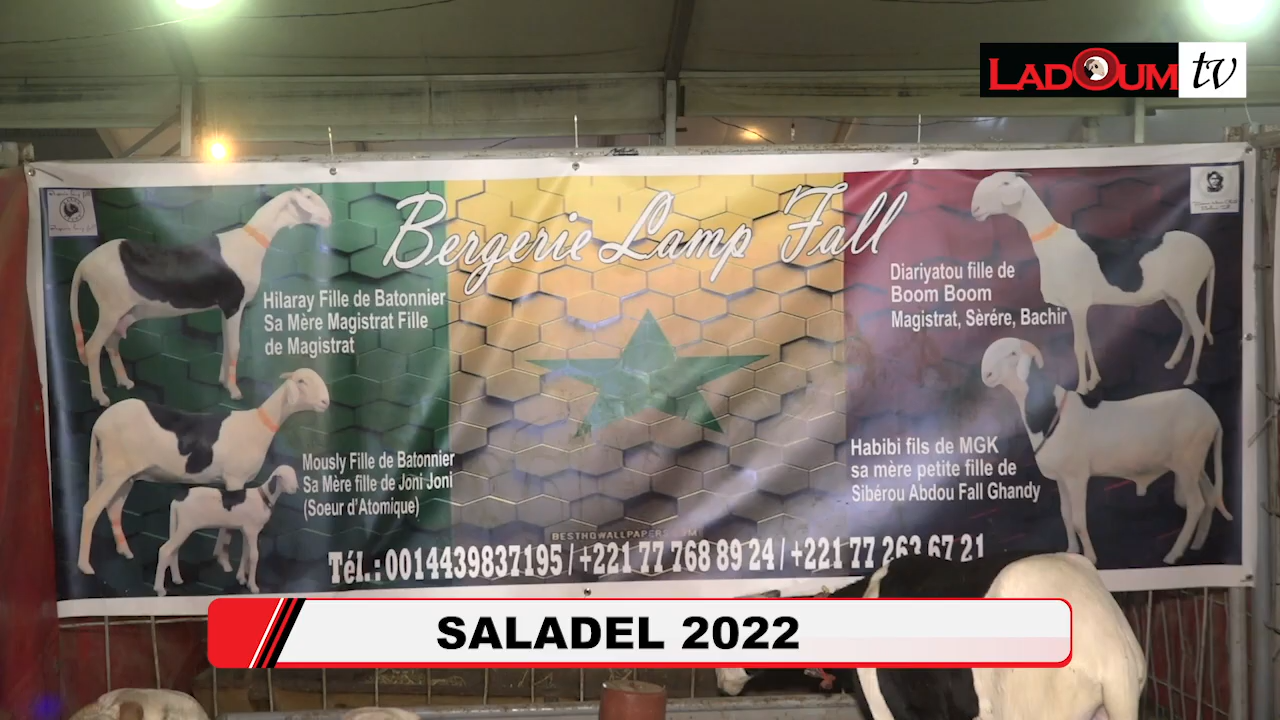 LADOUM tv
Bergerie Lamp Fall
Hilaray Fille de Batonnier
Sa Mère Magistrat Fille
de Magistrat
Diariyatou fille de
Boom Boom
Magistrat, Sèrére, Bachir
Mously Fille de Batonnier
Sa Mère fille de Joni Joni
(Soeur d'Atomique)
Habibi fils de MGK
sa mère petite fille de
Sibérou Abdou Fall Ghandy
BESTHQWALLPAPERS.COM
Tél.: 0014439837195 / +221 77 768 89 24 / +221 77 263 67 21
SALADEL 2022